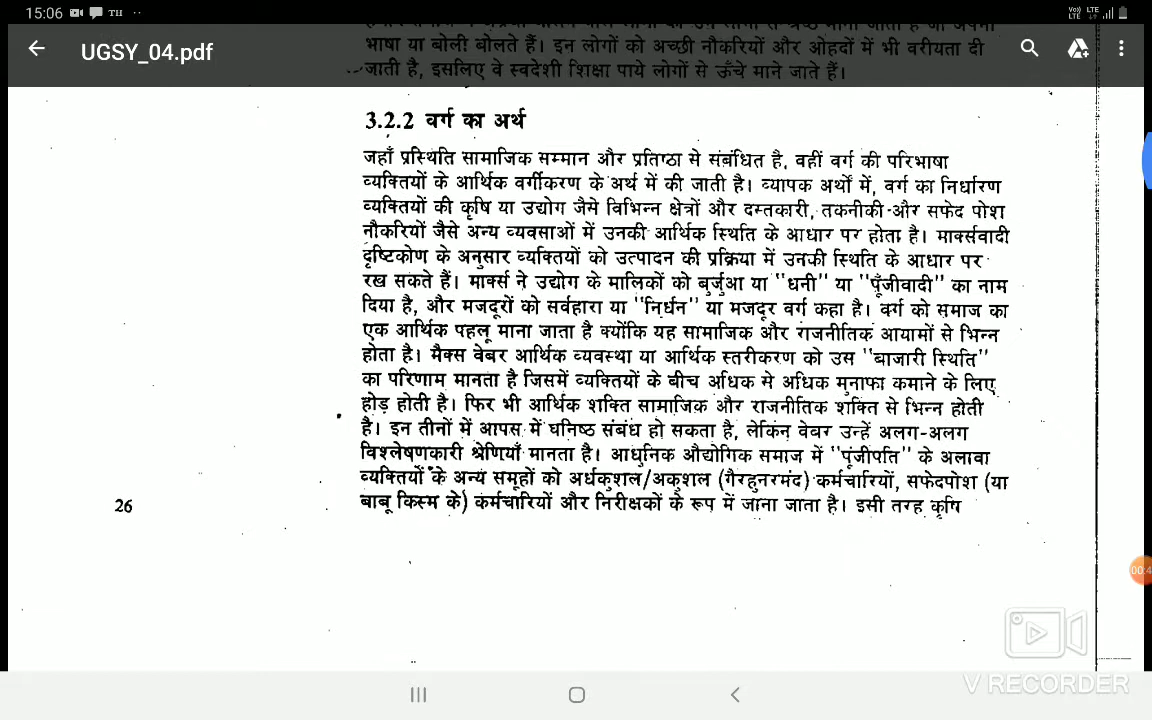 15:06 TH
Vo)) LTE
LTE
UGSY_04.pdf
भाषा या बोली बोलते हैं। इन लोगों को अच्छी नौकरियों और ओहदों में भी वरीयता दी
जाती है, इसलिए वे स्वदेशी शिक्षा पाये लोगों से ऊँचे माने जाते हैं।
3.2.2 वर्ग का अर्थ
जहाँ प्रस्थिति सामाजिक सम्मान और प्रतिष्ठा से संबंधित है, वहीं वर्ग की परिभाषा
व्यक्तियों के आर्थिक वर्गीकरण के अर्थ में की जाती है। व्यापक अर्थों में, वर्ग का निर्धारण
व्यक्तियों की कृषि या उद्योग जैसे विभिन्न क्षेत्रों और दस्तकारी, तकनीकी और सफेद पोश
नौकरियों जैसे अन्य व्यवसाओं में उनकी आर्थिक स्थिति के आधार पर होता है। मार्क्सवादी
दृष्टिकोण के अनुसार व्यक्तियों को उत्पादन की प्रक्रिया में उनकी स्थिति के आधार पर
रख सकते हैं। मार्क्स ने उद्योग के मालिकों को बुर्जुआ या "धनी" या "पूँजीवादी" का नाम
दिया है, और मजदूरों को सर्वहारा या "निर्धन" या मजदूर वर्ग कहा है। वर्ग को समाज का
एक आर्थिक पहलू माना जाता है क्योंकि यह सामाजिक और राजनीतिक आयामों से भिन्न
होता है। मैक्स वेबर आर्थिक व्यवस्था या आर्थिक स्तरीकरण को उस "बाजारी स्थिति"
का परिणाम मानता है जिसमें व्यक्तियों के बीच अधिक से अधिक मुनाफा कमाने के लिए
होड़ होती है। फिर भी आर्थिक शक्ति सामाजिक और राजनीतिक शक्ति से भिन्न होती
है। इन तीनों में आपस में घनिष्ठ संबंध हो सकता है, लेकिन वेबर उन्हें अलग-अलग
विश्लेषणकारी श्रेणियाँ मानता है। आधुनिक औद्योगिक समाज में "पूंजीपति" के अलावा
व्यक्तियों के अन्य समूहों को अर्धकुशल/अकुशल (गैरहुनरमंद) कर्मचारियों, सफेदपोश (या
बाबू किस्म के) कर्मचारियों और निरीक्षकों के रूप में जाना जाता है। इसी तरह कृषि
26
00:4
V RECORDER